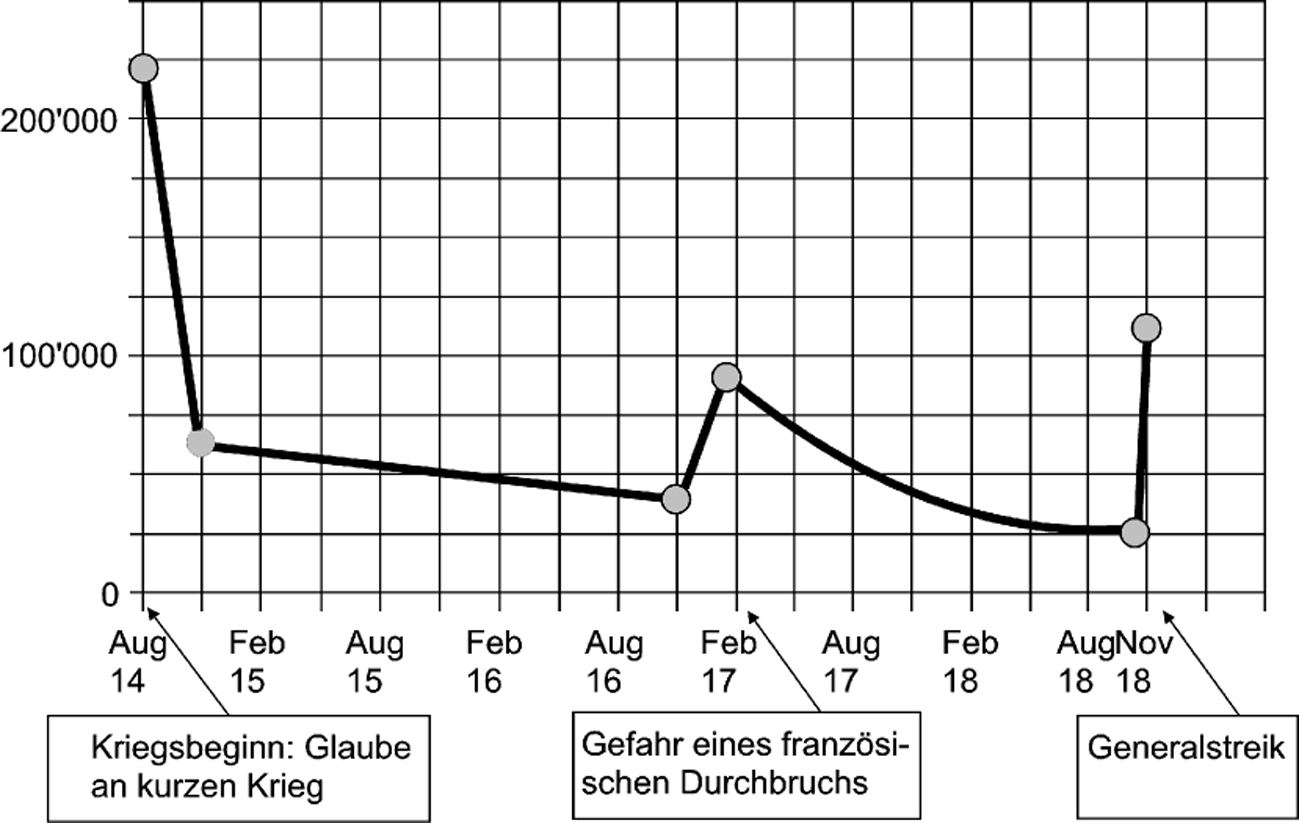 200'000
100'000
0
Aug Feb Aug Feb Aug Feb Aug Feb AugNov
14 15 15 16 16 17 17 18 18 18
Kriegsbeginn: Glaube
an kurzen Krieg
Gefahr eines französi-
schen Durchbruchs
Generalstreik